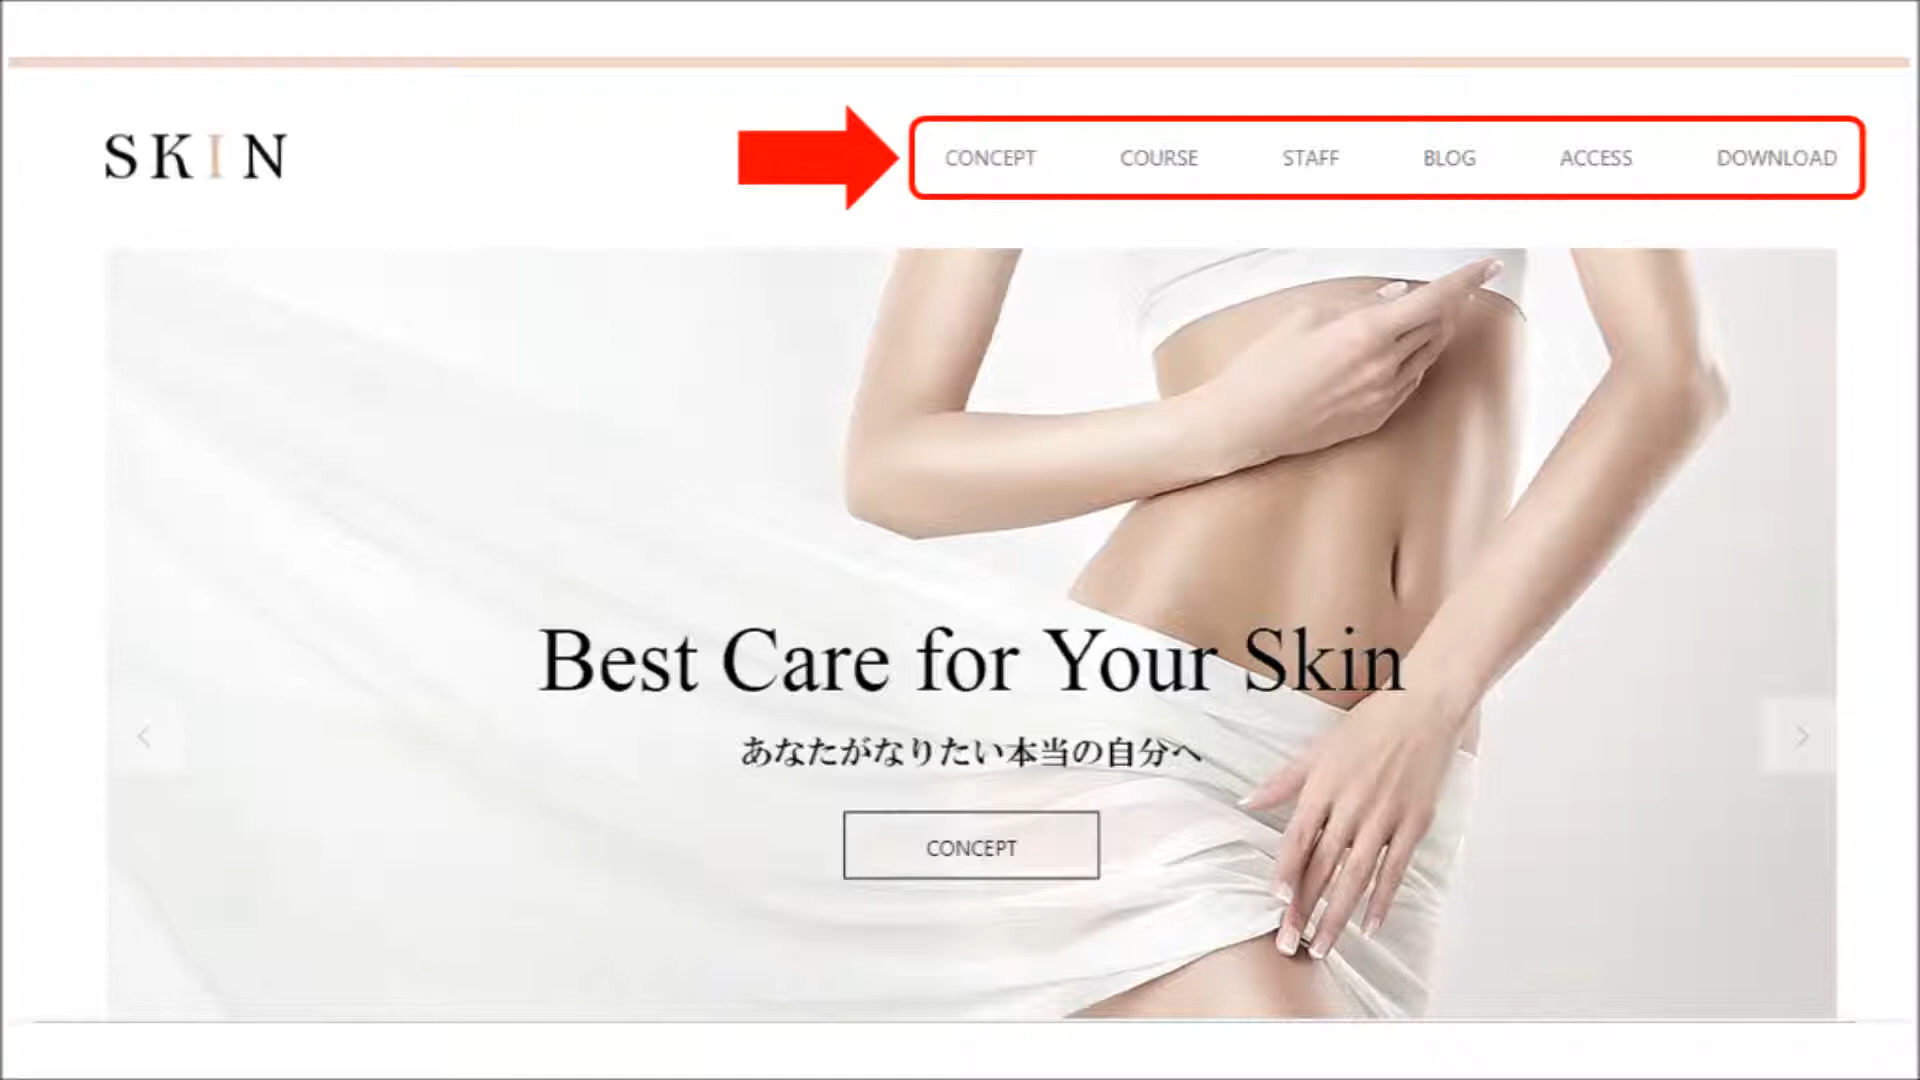 SKIN
CONCEPT COURSE STAFF BLOG ACCESS DOWNLOAD
Best Care for Your Skin
あなたがなりたい本当の自分へ
CONCEPT